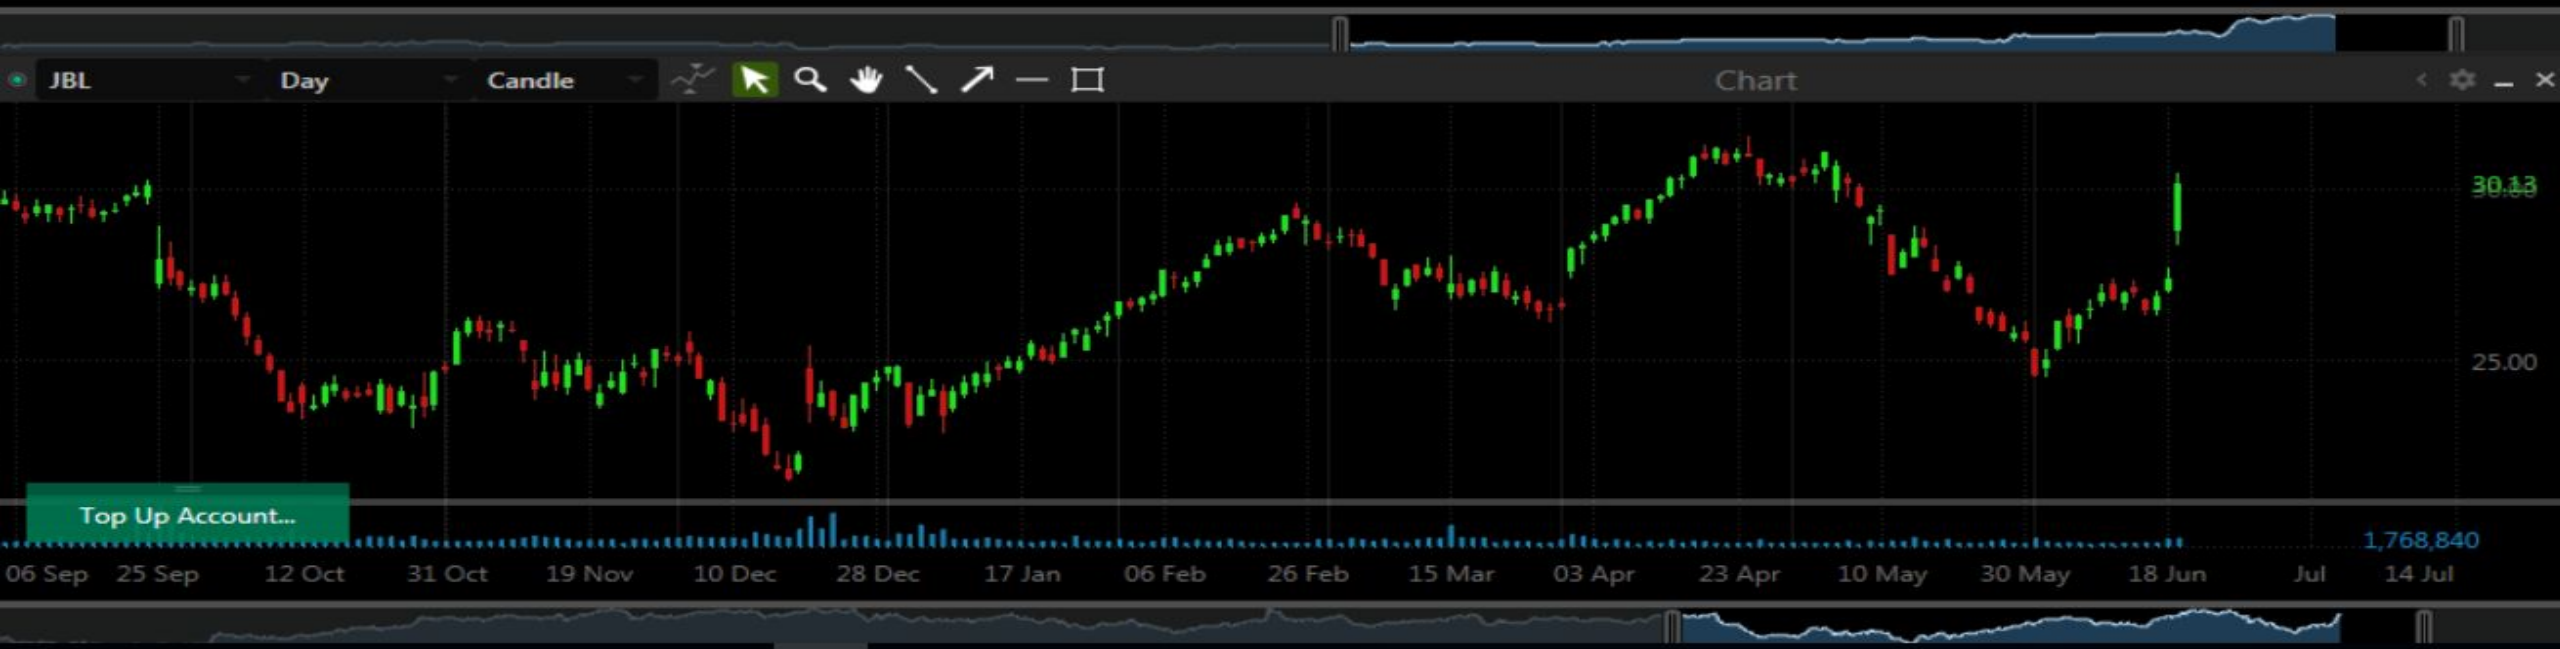 JBL Day Candle Chart
30.13
25.00
Top Up Account...
1,768,840
06 Sep 25 Sep 12 Oct 31 Oct 19 Nov 10 Dec 28 Dec 17 Jan 06 Feb 26 Feb 15 Mar 03 Apr 23 Apr 10 May 30 May 18 Jun Jul 14 Jul